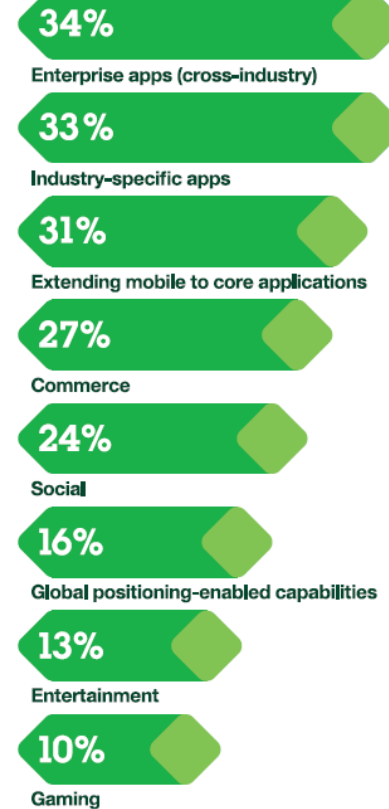 34%
Enterprise apps (cross-industry)
33%
Industry-specific apps
31%
Extending mobile to core applications
27%
Commerce
24%
Social
16%
Global positioning-enabled capabilities
13%
Entertainment
10%
Gaming